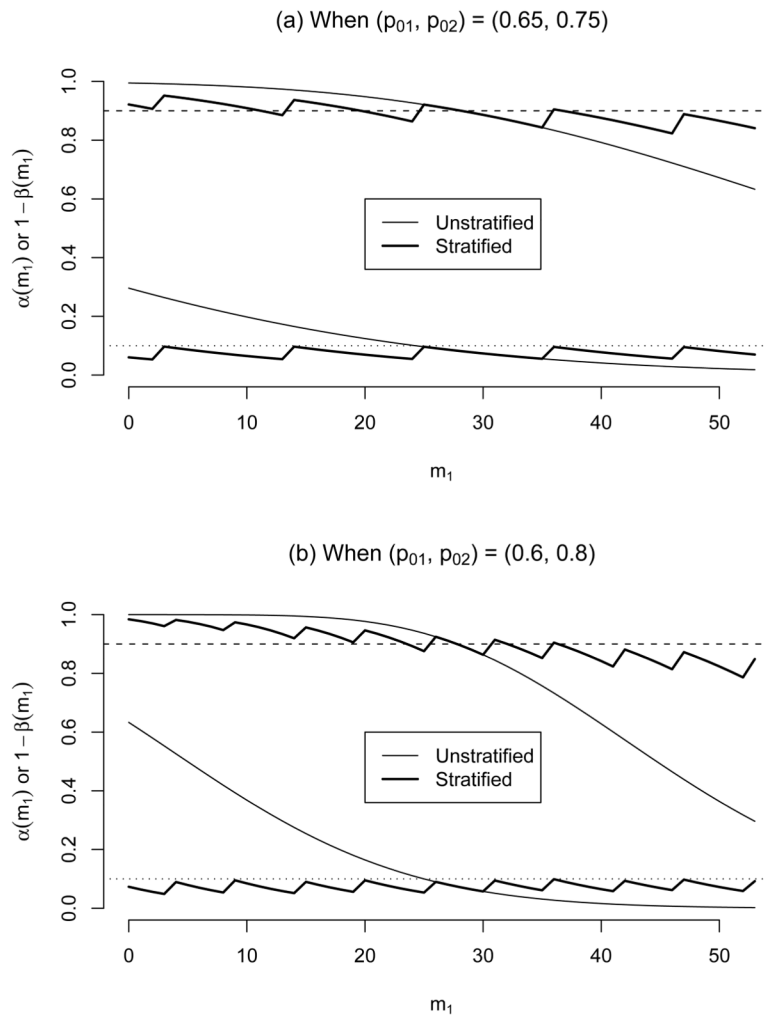 (a) When (p01, p02) = (0.65, 0.75)
α(m1) or 1 − β(m1)
1.0
0.8
0.6
0.4
0.2
0.0
Unstratified
Stratified
0 10 20 30 40 50
m1
(b) When (p01, p02) = (0.6, 0.8)
α(m1) or 1 − β(m1)
1.0
0.8
0.6
0.4
0.2
0.0
Unstratified
Stratified
0 10 20 30 40 50
m1